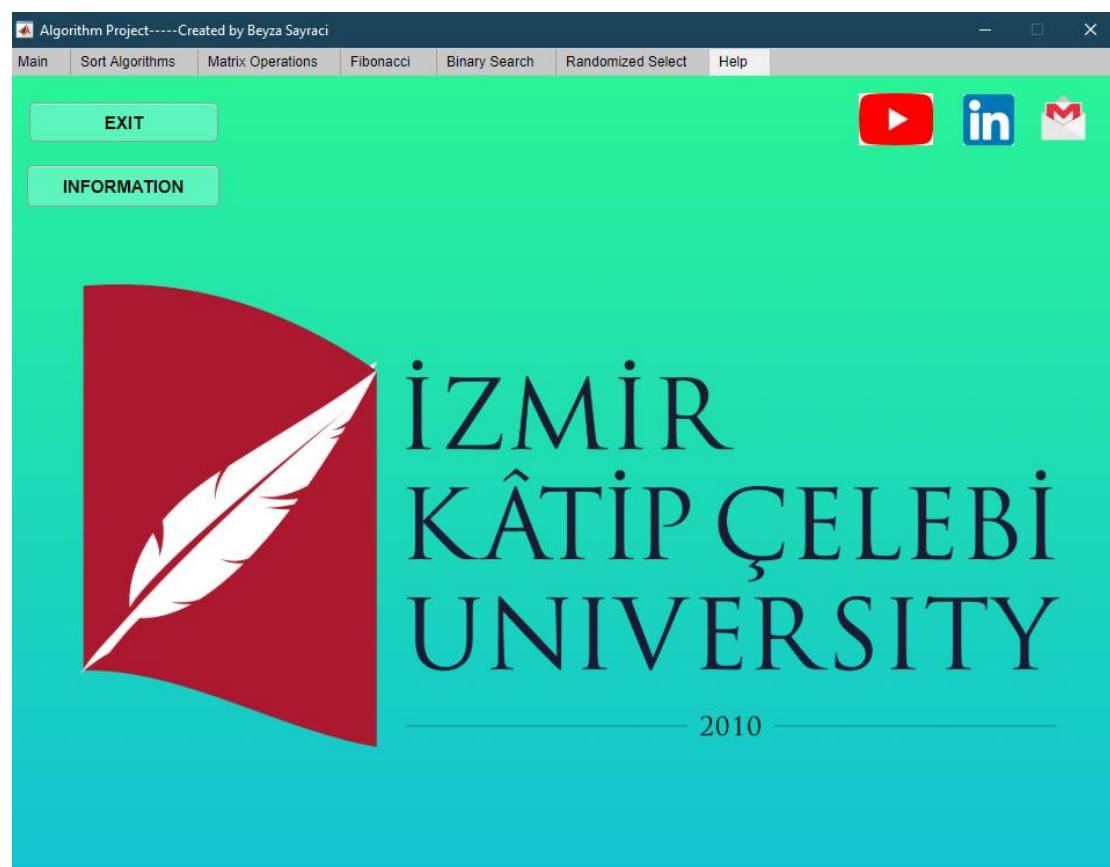 Algorithm Project-----Created by Beyza Sayraci
Main Sort Algorithms Matrix Operations Fibonacci Binary Search Randomized Select Help
EXIT
in
INFORMATION
İZMİR
KÂTİP ÇELEBİ
UNIVERSITY
2010